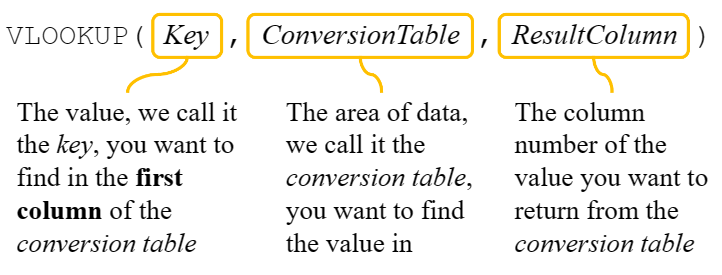 VLOOKUP( Key , ConversionTable , ResultColumn )
The value, we call it
the key, you want to
find in the first
column of the
conversion table
The area of data,
we call it the
conversion table,
you want to find
the value in
The column
number of the
value you want to
return from the
conversion table